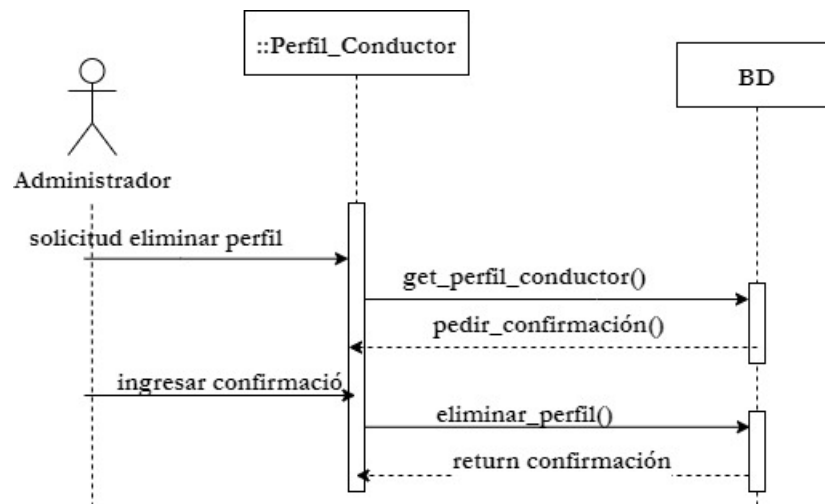 ::Perfil_Conductor
BD
Administrador
solicitud eliminar perfil
get_perfil_conductor()
pedir_confirmación()
ingresar confirmació
eliminar_perfil()
return confirmación